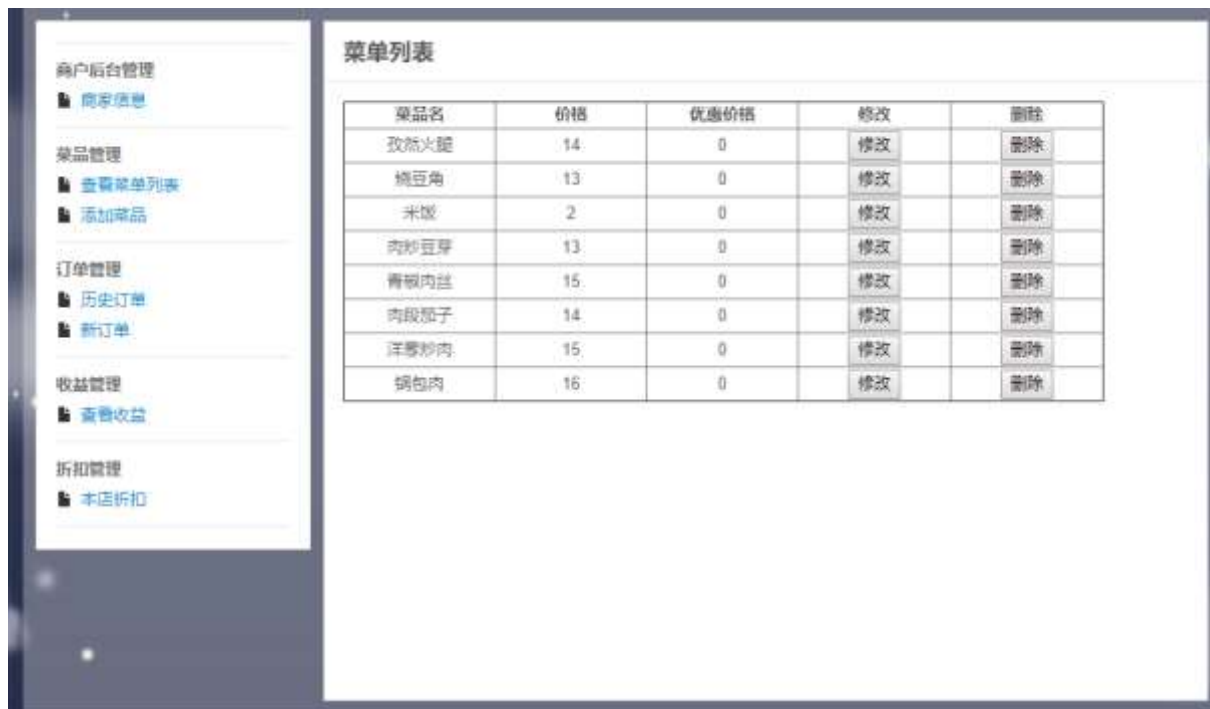 商户后台管理
商家信息
菜品管理
查看菜单列表
添加菜品
订单管理
历史订单
新订单
收益管理
查看收益
折扣管理
本店折扣
菜单列表
菜品名 价格 优惠价格 修改 删除
孜然火腿 14 0 修改 删除
烧豆角 13 0 修改 删除
米饭 2 0 修改 删除
肉炒豆芽 13 0 修改 删除
青椒肉丝 15 0 修改 删除
肉段茄子 14 0 修改 删除
洋葱炒肉 15 0 修改 删除
锅包肉 16 0 修改 删除